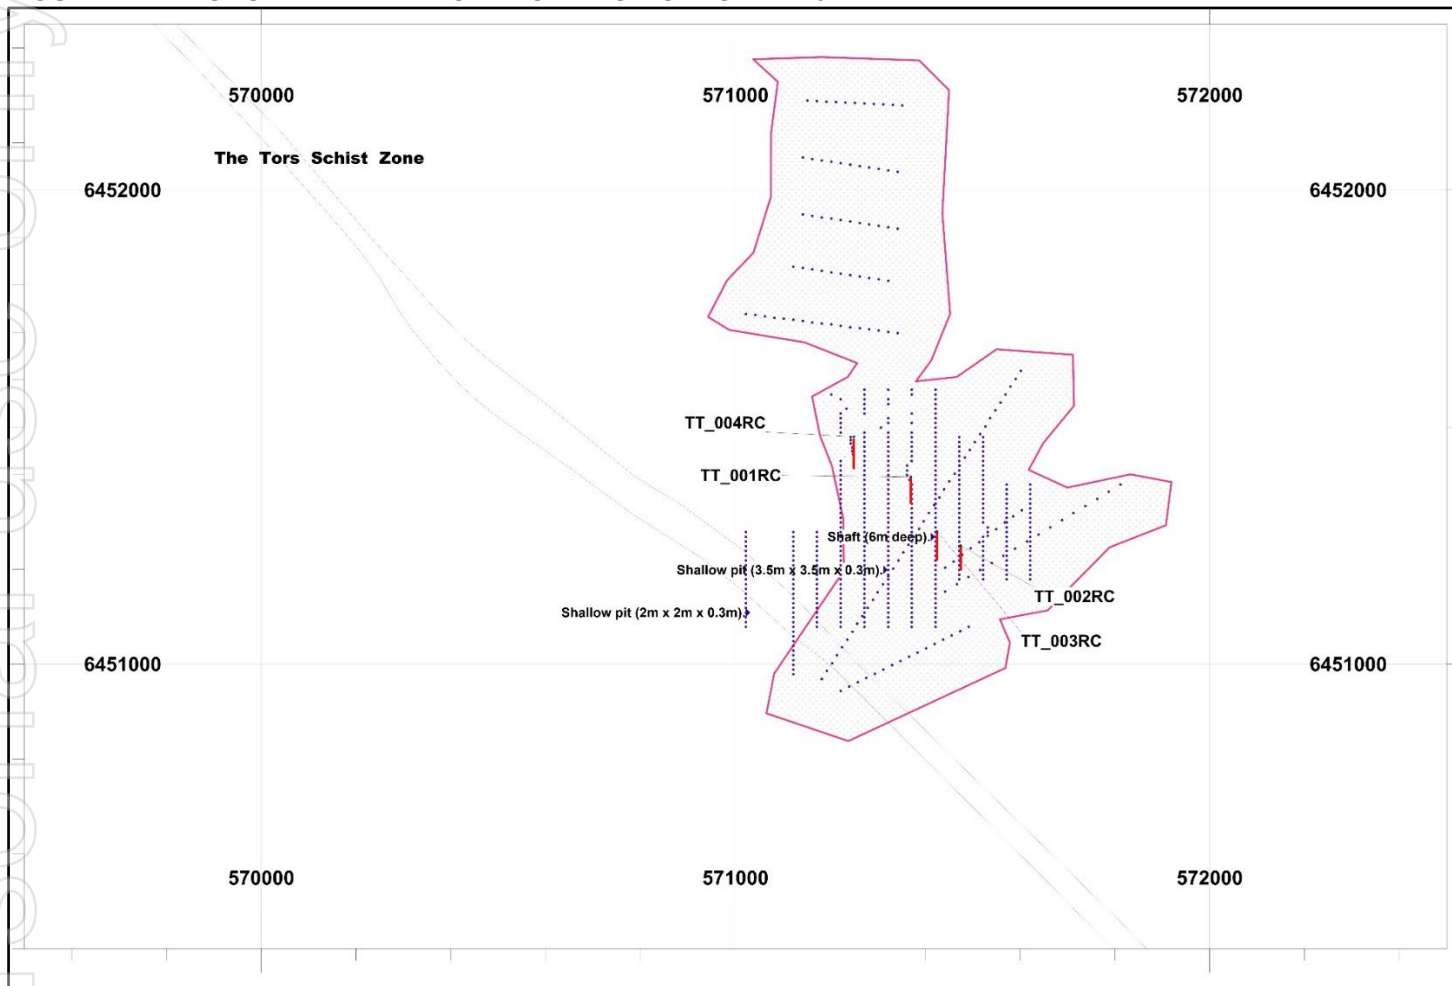 570000 571000 572000
The Tors Schist Zone
6452000 6452000
TT_004RC
TT_001RC
Shaft (6m deep)
Shallow pit (3.5m x 3.5m x 0.3m)
TT_002RC
Shallow pit (2m x 2m x 0.3m)
TT_003RC
6451000 6451000
570000 571000 572000